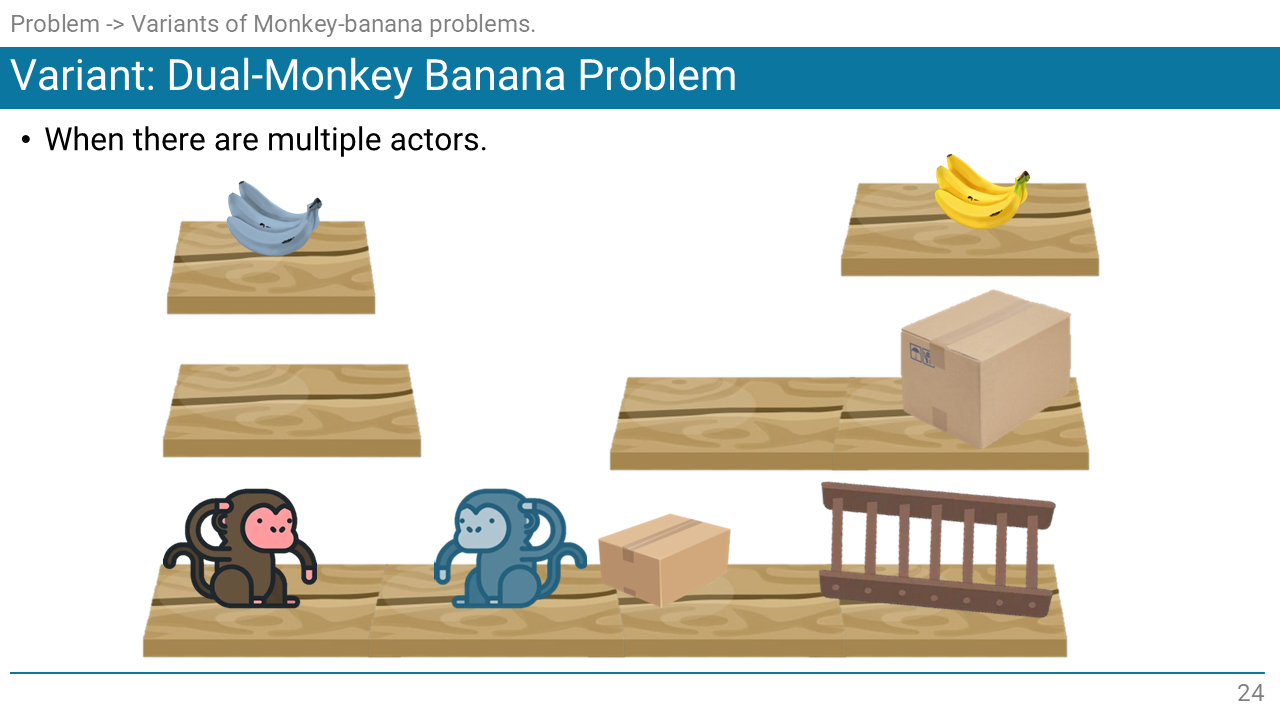 Problem -> Variants of Monkey-banana problems.
Variant: Dual-Monkey Banana Problem
• When there are multiple actors.
24